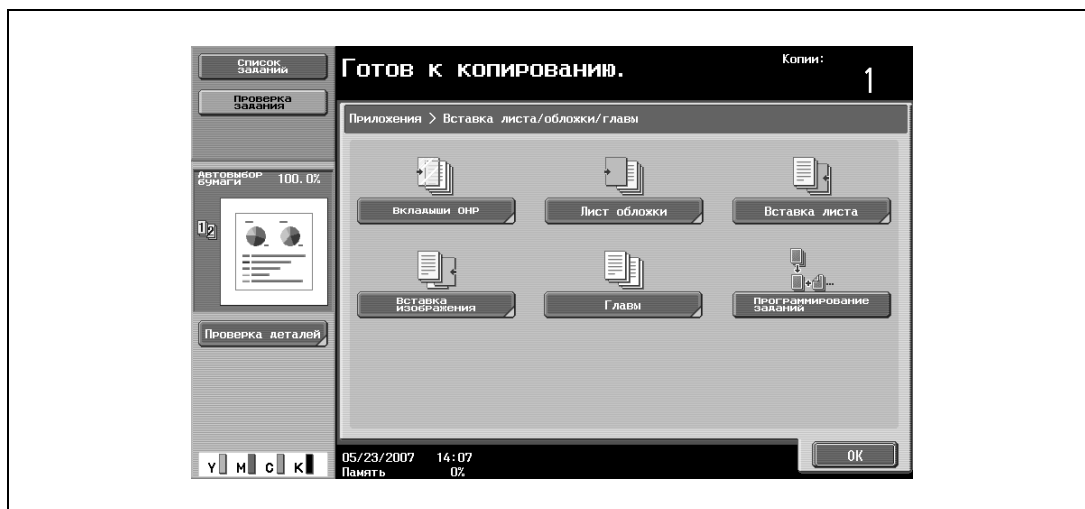 Список
заданий
Проверка
задания
Готов к копированию.
Копии:
1
Приложения > Вставка листа/обложки/главы
Автовыбор
бумаги 100.0%
1 2
Вкладыши OHP
Лист обложки
Вставка листа
Вставка
изображения
Главы
Программирование
заданий
Проверка деталей
Y M C K
05/23/2007 14:07
Память 0%
OK